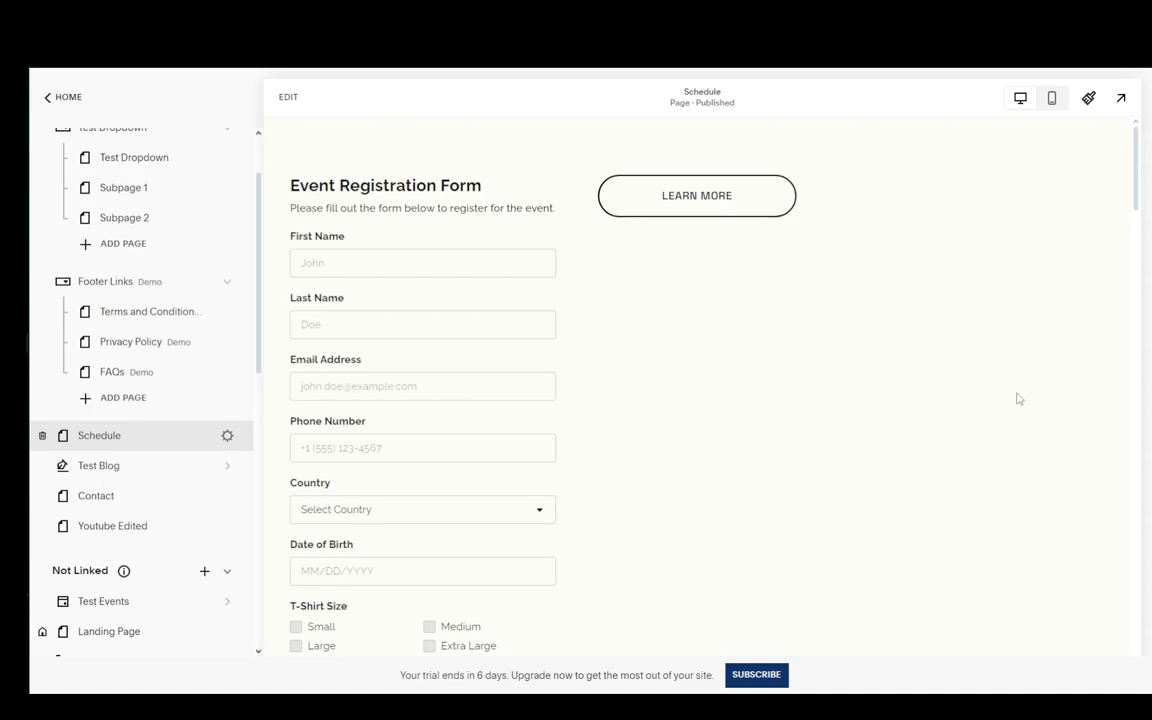 HOME
Test Dropdown
Test Dropdown
Subpage 1
Subpage 2
ADD PAGE
Footer Links Demo
Terms and Condition...
Privacy Policy Demo
FAQs Demo
ADD PAGE
Schedule
Test Blog
Contact
Youtube Edited
Not Linked
Test Events
Landing Page
EDIT
Schedule
Page · Published
Event Registration Form
Please fill out the form below to register for the event.
LEARN MORE
First Name
John
Last Name
Doe
Email Address
john.doe@example.com
Phone Number
+1 (555) 123-4567
Country
Select Country
Date of Birth
MM/DD/YYYY
T-Shirt Size
Small Medium
Large Extra Large
Your trial ends in 6 days. Upgrade now to get the most out of your site. SUBSCRIBE